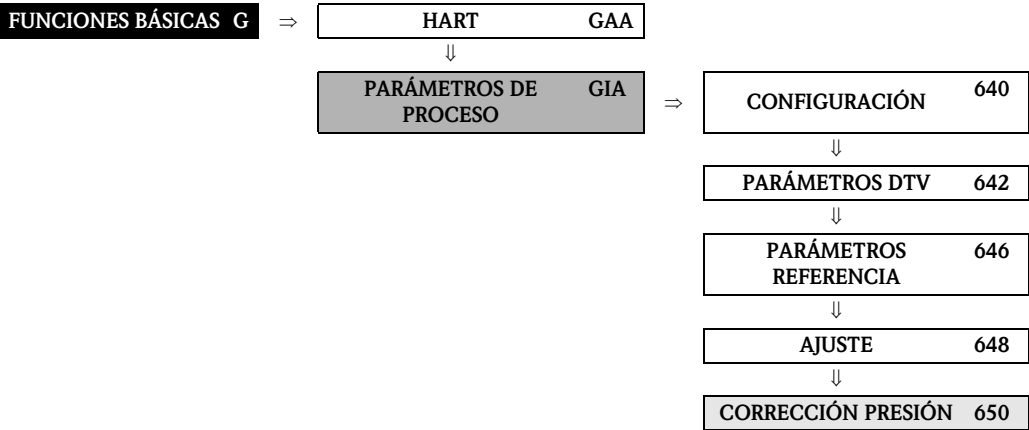 FUNCIONES BÁSICAS G ⇒ HART GAA
⇓
PARÁMETROS DE GIA
PROCESO
⇒ CONFIGURACIÓN 640
⇓
PARÁMETROS DTV 642
⇓
PARÁMETROS 646
REFERENCIA
⇓
AJUSTE 648
⇓
CORRECCIÓN PRESIÓN 650